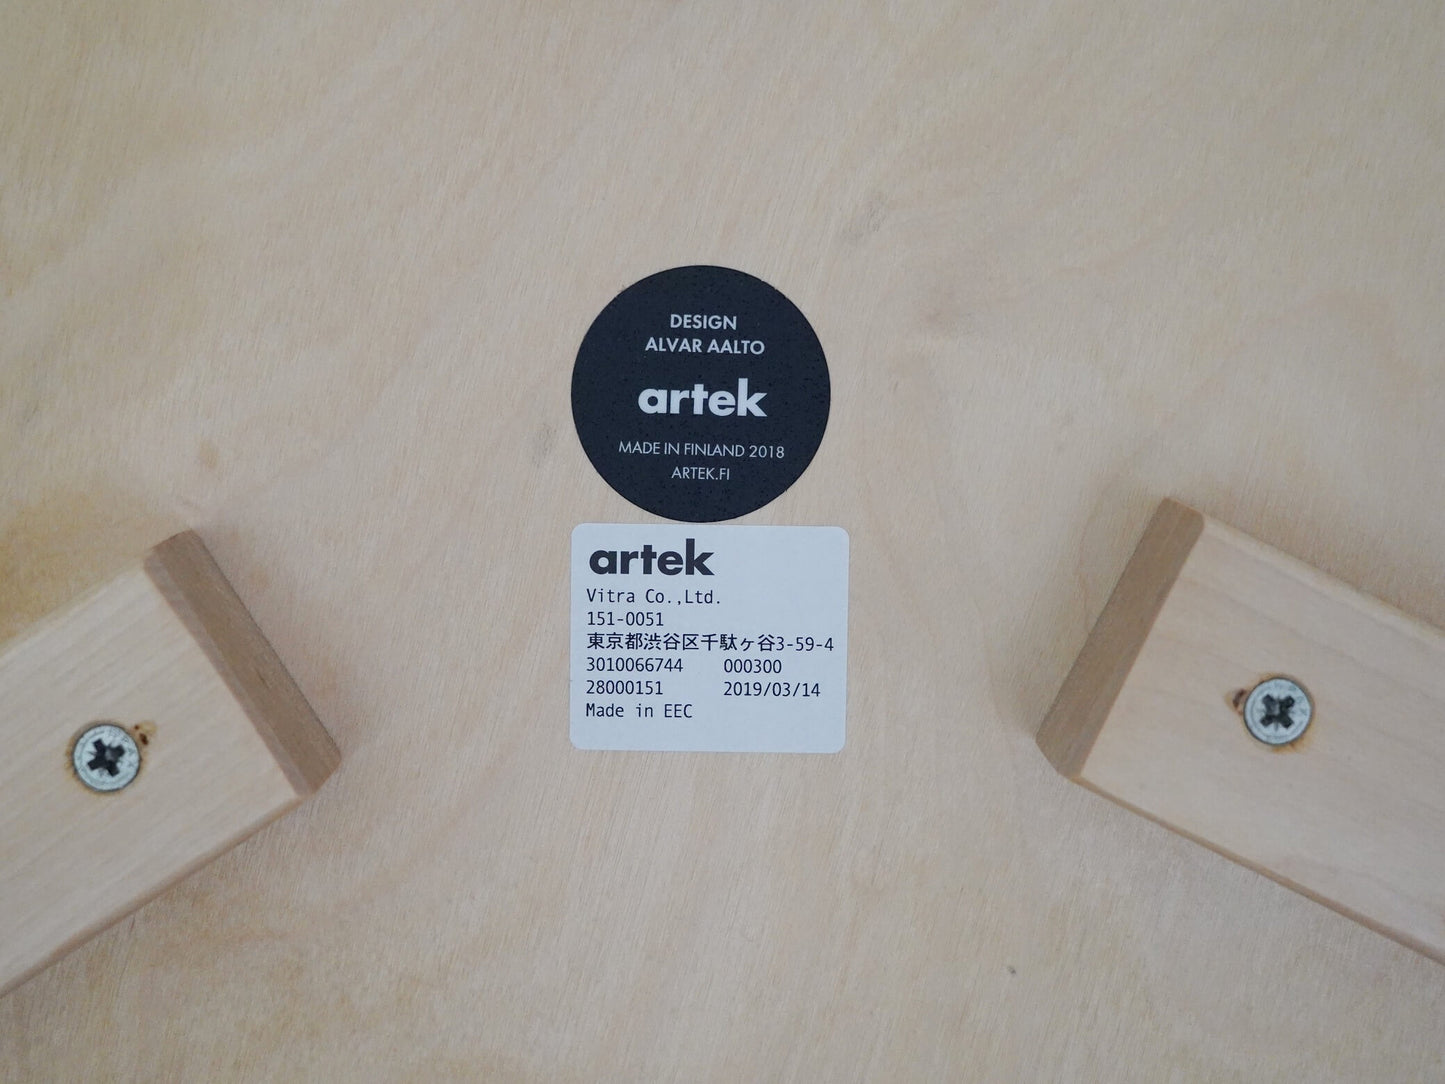 DESIGN
ALVAR AALTO
artek
MADE IN FINLAND 2018
ARTEK.FI
artek
Vitra Co.,Ltd.
151-0051
東京都渋谷区千駄ヶ谷3-59-4
3010066744 000300
28000151 2019/03/14
Made in EEC